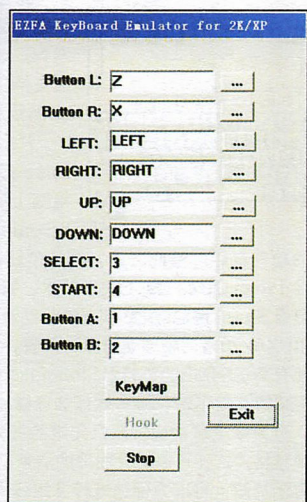 EZFA KeyBoard Emulator for 2K/XP
Button L: Z ...
Button R: X ...
LEFT: LEFT ...
RIGHT: RIGHT ...
UP: UP ...
DOWN: DOWN ...
SELECT: 3 ...
START: 4 ...
Button A: 1 ...
Button B: 2 ...
KeyMap
Hook Exit
Stop